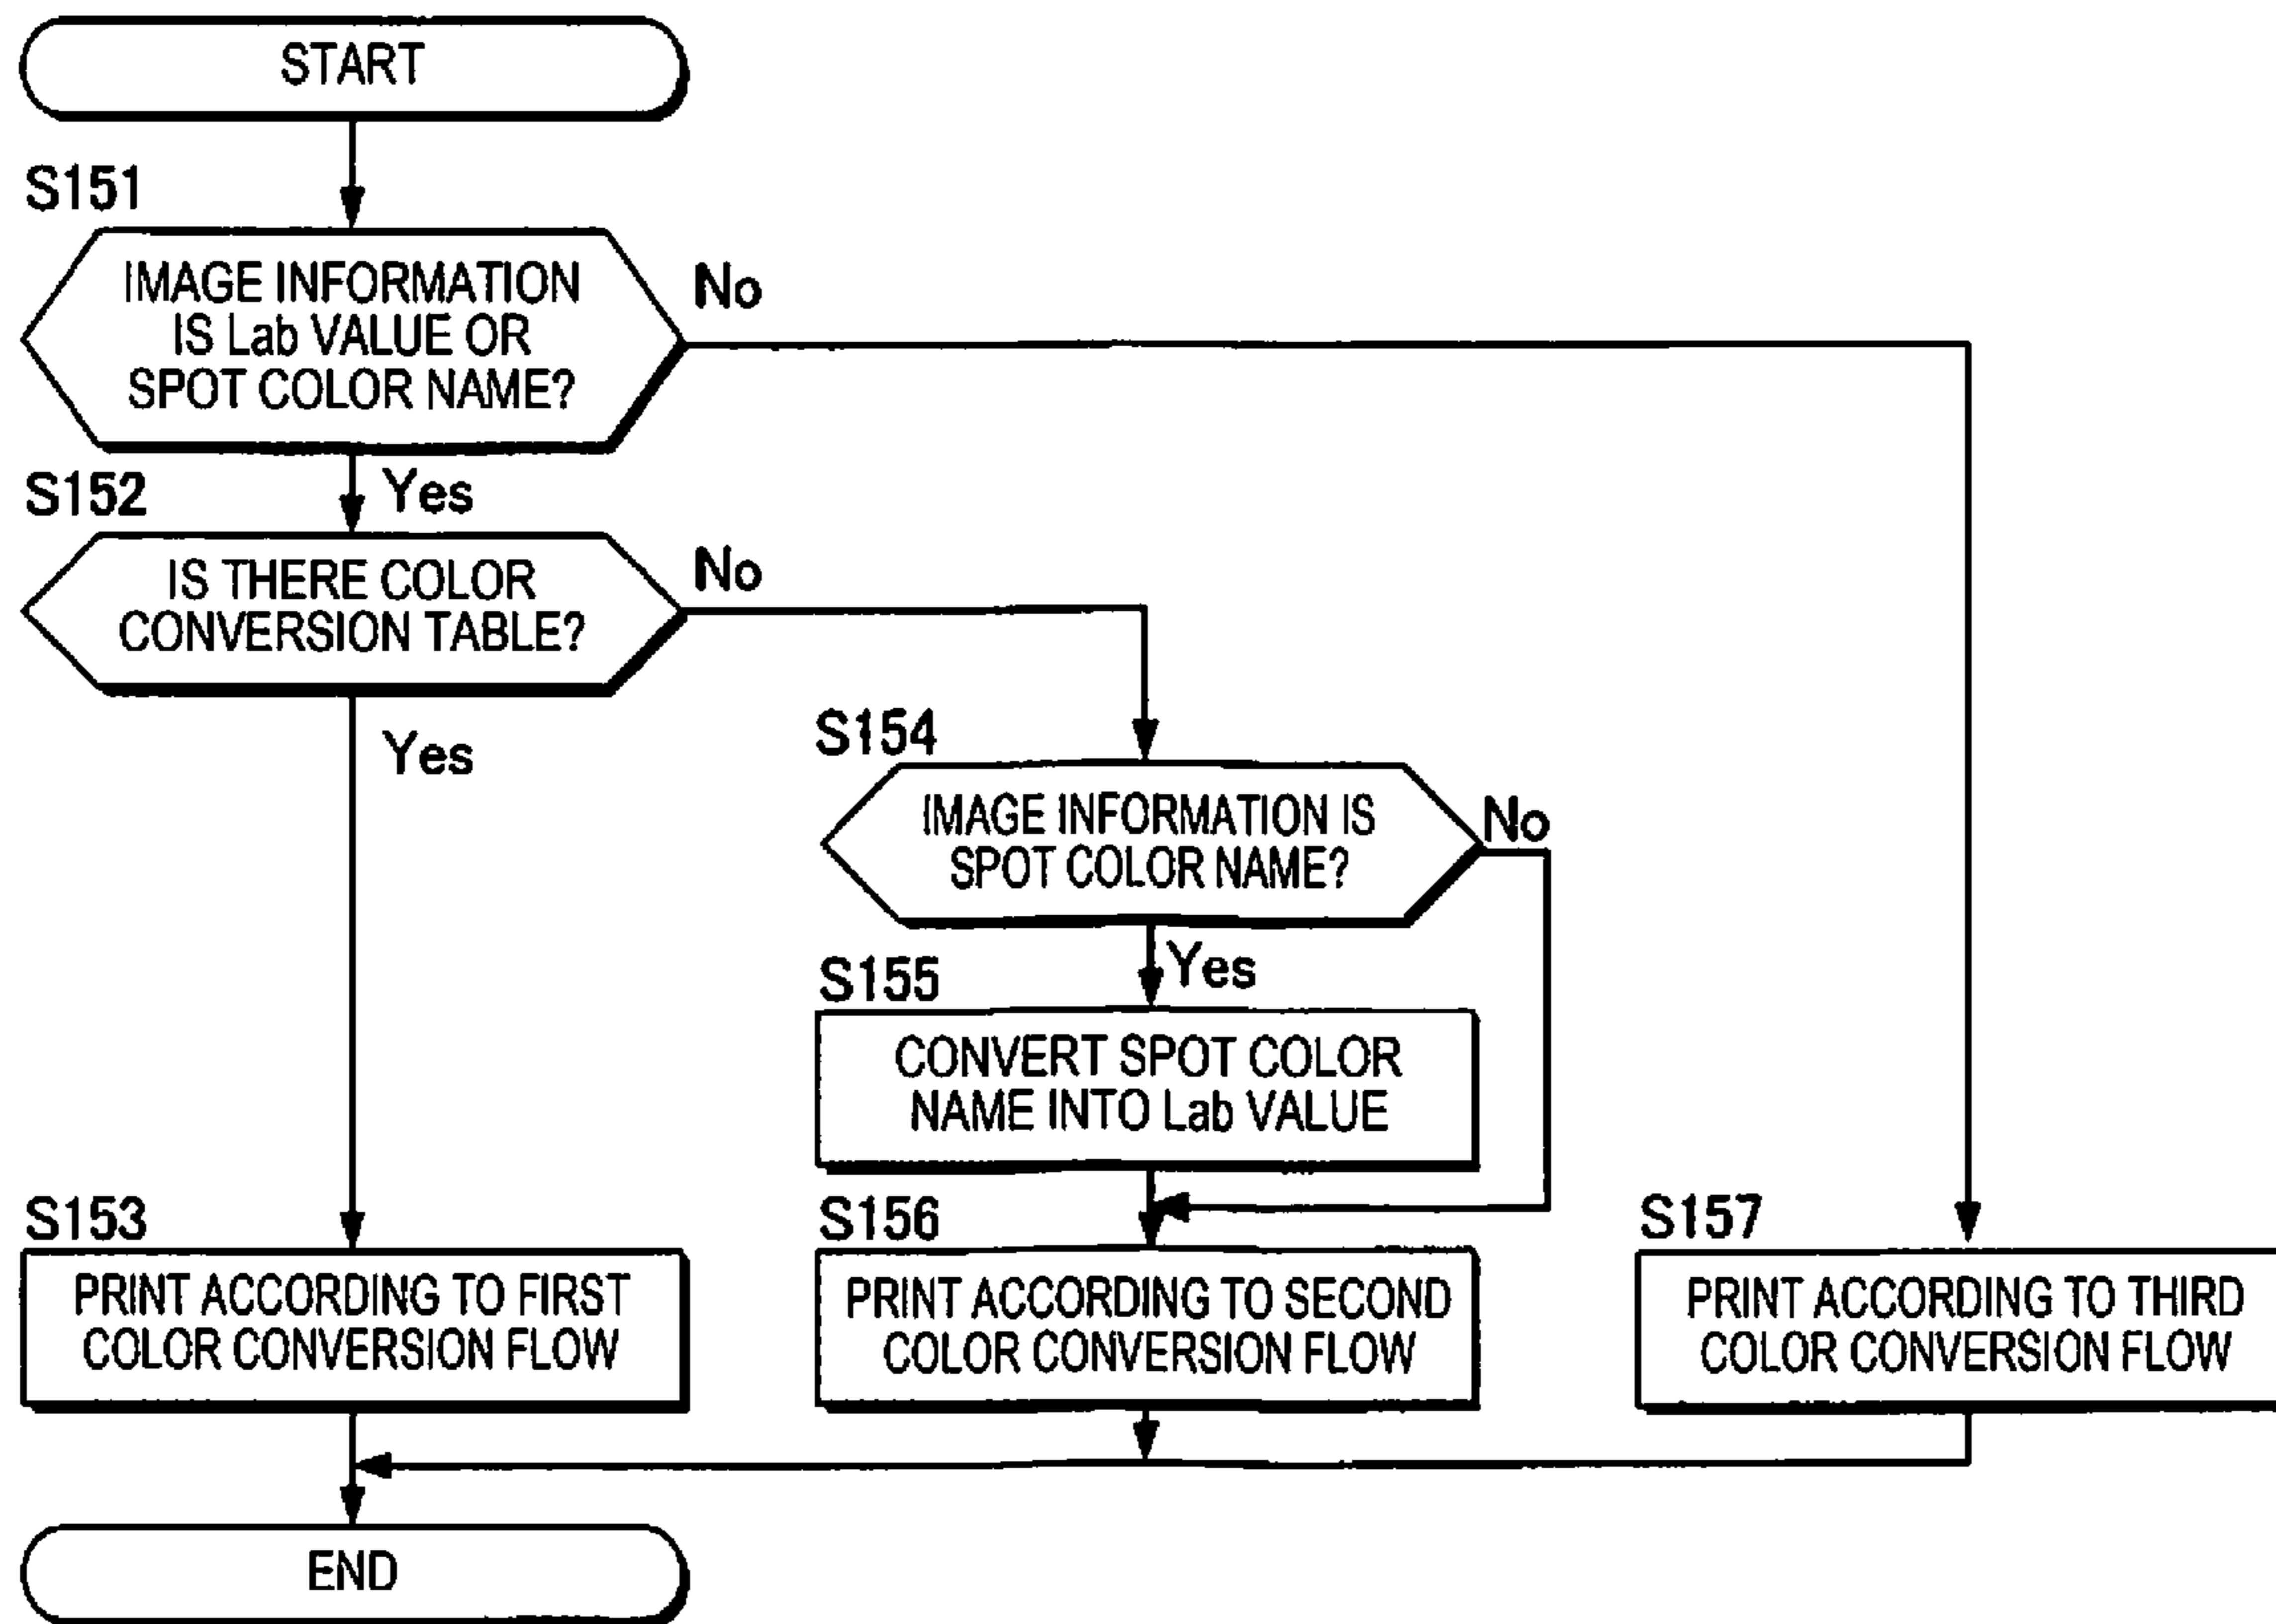 START
S151
IMAGE INFORMATION
IS Lab VALUE OR
SPOT COLOR NAME?
No
Yes
S152
IS THERE COLOR
CONVERSION TABLE?
No
Yes
S154
IMAGE INFORMATION IS
SPOT COLOR NAME?
No
Yes
S155
CONVERT SPOT COLOR
NAME INTO Lab VALUE
S153
PRINT ACCORDING TO FIRST
COLOR CONVERSION FLOW
S156
PRINT ACCORDING TO SECOND
COLOR CONVERSION FLOW
S157
PRINT ACCORDING TO THIRD
COLOR CONVERSION FLOW
END